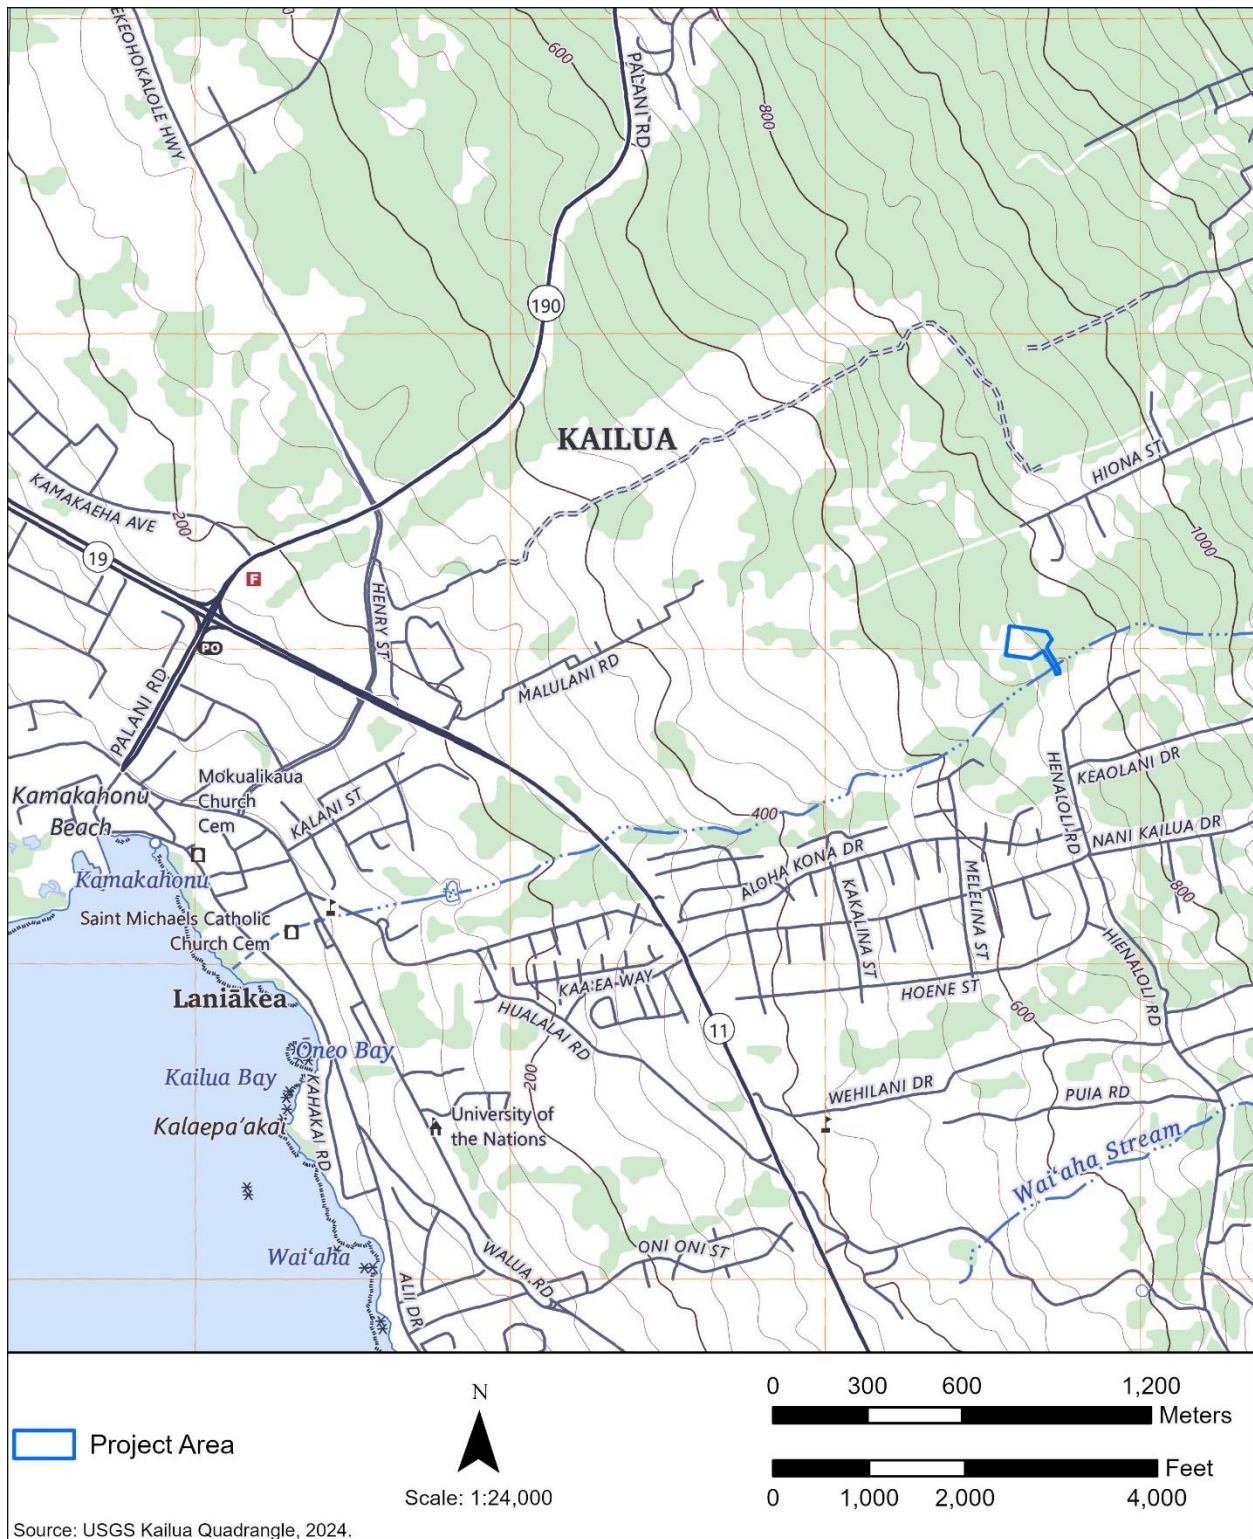 EKEOHOKALOLE HWY
600
PALANI RD
800
190
KAILUA
KAMAKAEHA AVE
200
19
F
HENRY ST
HIONA ST
1000
PO
PALANI RD
MALULANI RD
Mokualikaua
Church
Cem
Kamakahonu
Beach
KALANI ST
HENALOLI RD
KEAOLANI DR
400
NANI KAILUA DR
ALOHA KONA DR
Kamakahonu
KAKALINA ST
MELELINA ST
800
Saint Michaels Catholic
Church Cem
KAA:EA-WAY
HOENE ST
HIENALOLI RD
Laniākea
HUALALAI RD
600
11
Ōneo Bay
Kailua Bay
200
KAHAKAI RD
WEHILANI DR
PUIA RD
Kalaepa'akai
University of
the Nations
Wai‘aha Stream
Wai‘aha
WALUA RD
ONI ONI ST
ALII DR
Project Area
N
Scale: 1:24,000
0 300 600 1,200
Meters
Feet
0 1,000 2,000 4,000
Source: USGS Kailua Quadrangle, 2024.